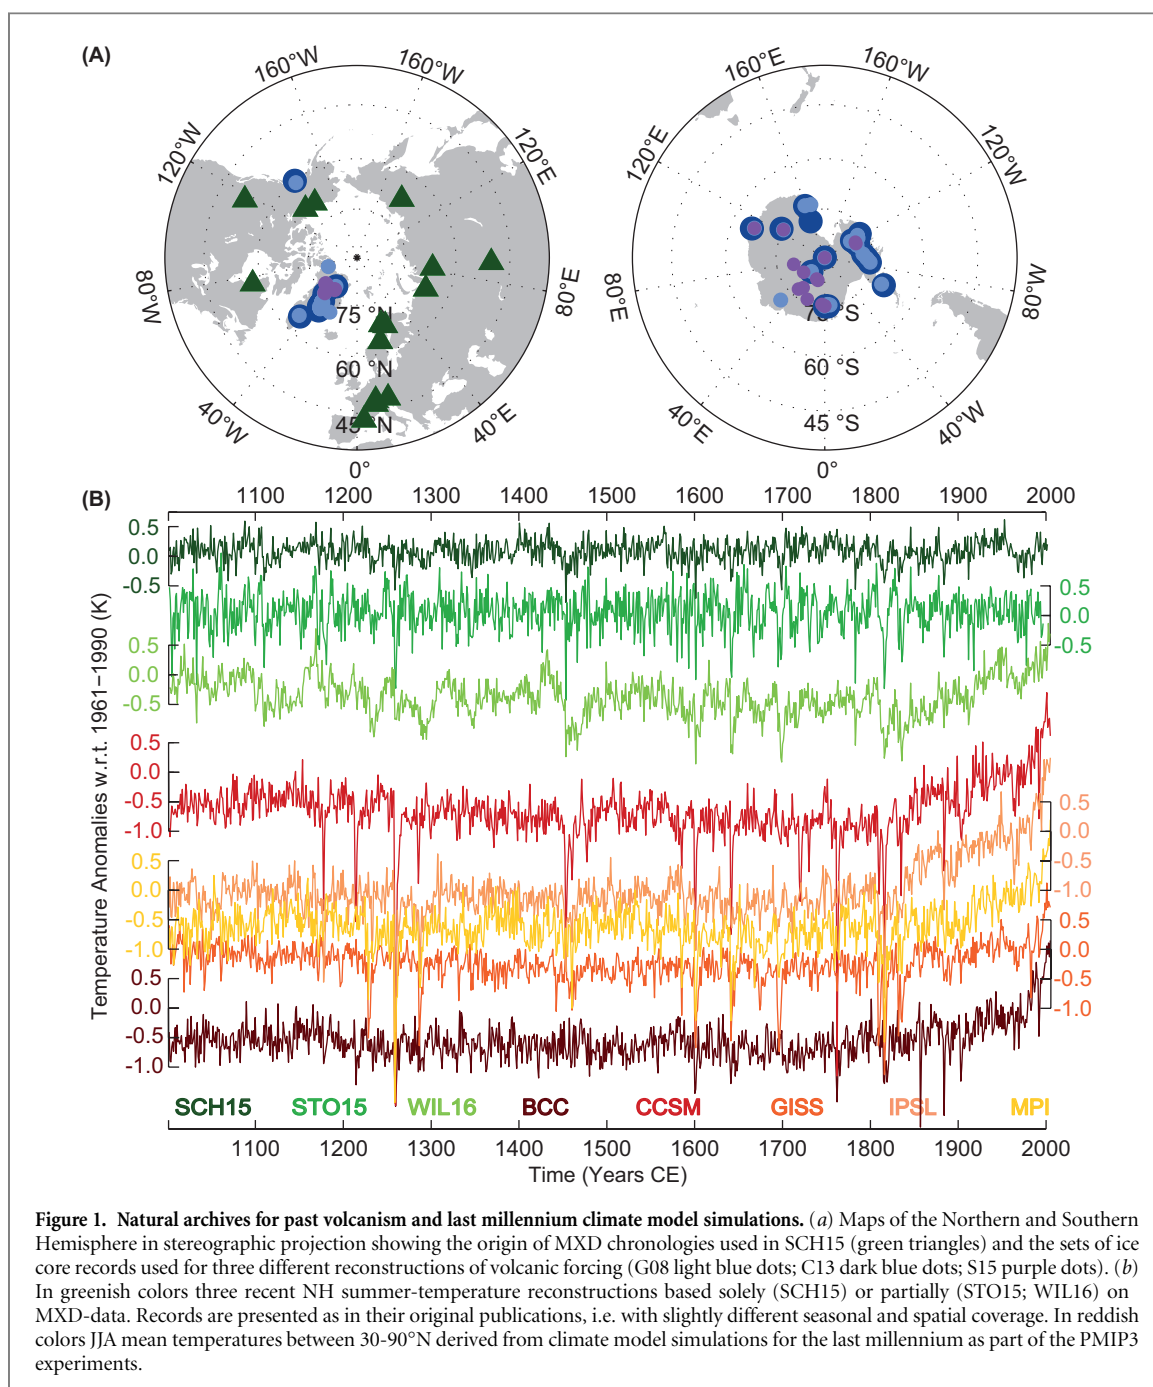 (A)
160°W
160°W
120°W
120°E
80°W
80°E
75 °N
60 °N
45 °N
40°W
40°E
0°
160°E
160°W
120°E
120°W
80°E
80°W
75 °S
60 °S
45 °S
40°E
40°W
0°
(B)
1100 1200 1300 1400 1500 1600 1700 1800 1900 2000
Temperature Anomalies w.r.t. 1961−1990 (K)
0.5
0.0
-0.5
0.5
0.0
-0.5
0.5
0.0
-0.5
0.5
0.0
-0.5
-1.0
0.5
0.0
-0.5
-1.0
0.5
0.0
-0.5
-1.0
0.5
0.0
-0.5
-1.0
0.5
0.0
-0.5
-1.0
SCH15 STO15 WIL16 BCC CCSM GISS IPSL MPI
1100 1200 1300 1400 1500 1600 1700 1800 1900 2000
Time (Years CE)
Figure 1. Natural archives for past volcanism and last millennium climate model simulations. (a) Maps of the Northern and Southern
Hemisphere in stereographic projection showing the origin of MXD chronologies used in SCH15 (green triangles) and the sets of ice
core records used for three different reconstructions of volcanic forcing (G08 light blue dots; C13 dark blue dots; S15 purple dots). (b)
In greenish colors three recent NH summer-temperature reconstructions based solely (SCH15) or partially (STO15; WIL16) on
MXD-data. Records are presented as in their original publications, i.e. with slightly different seasonal and spatial coverage. In reddish
colors JJA mean temperatures between 30-90°N derived from climate model simulations for the last millennium as part of the PMIP3
experiments.